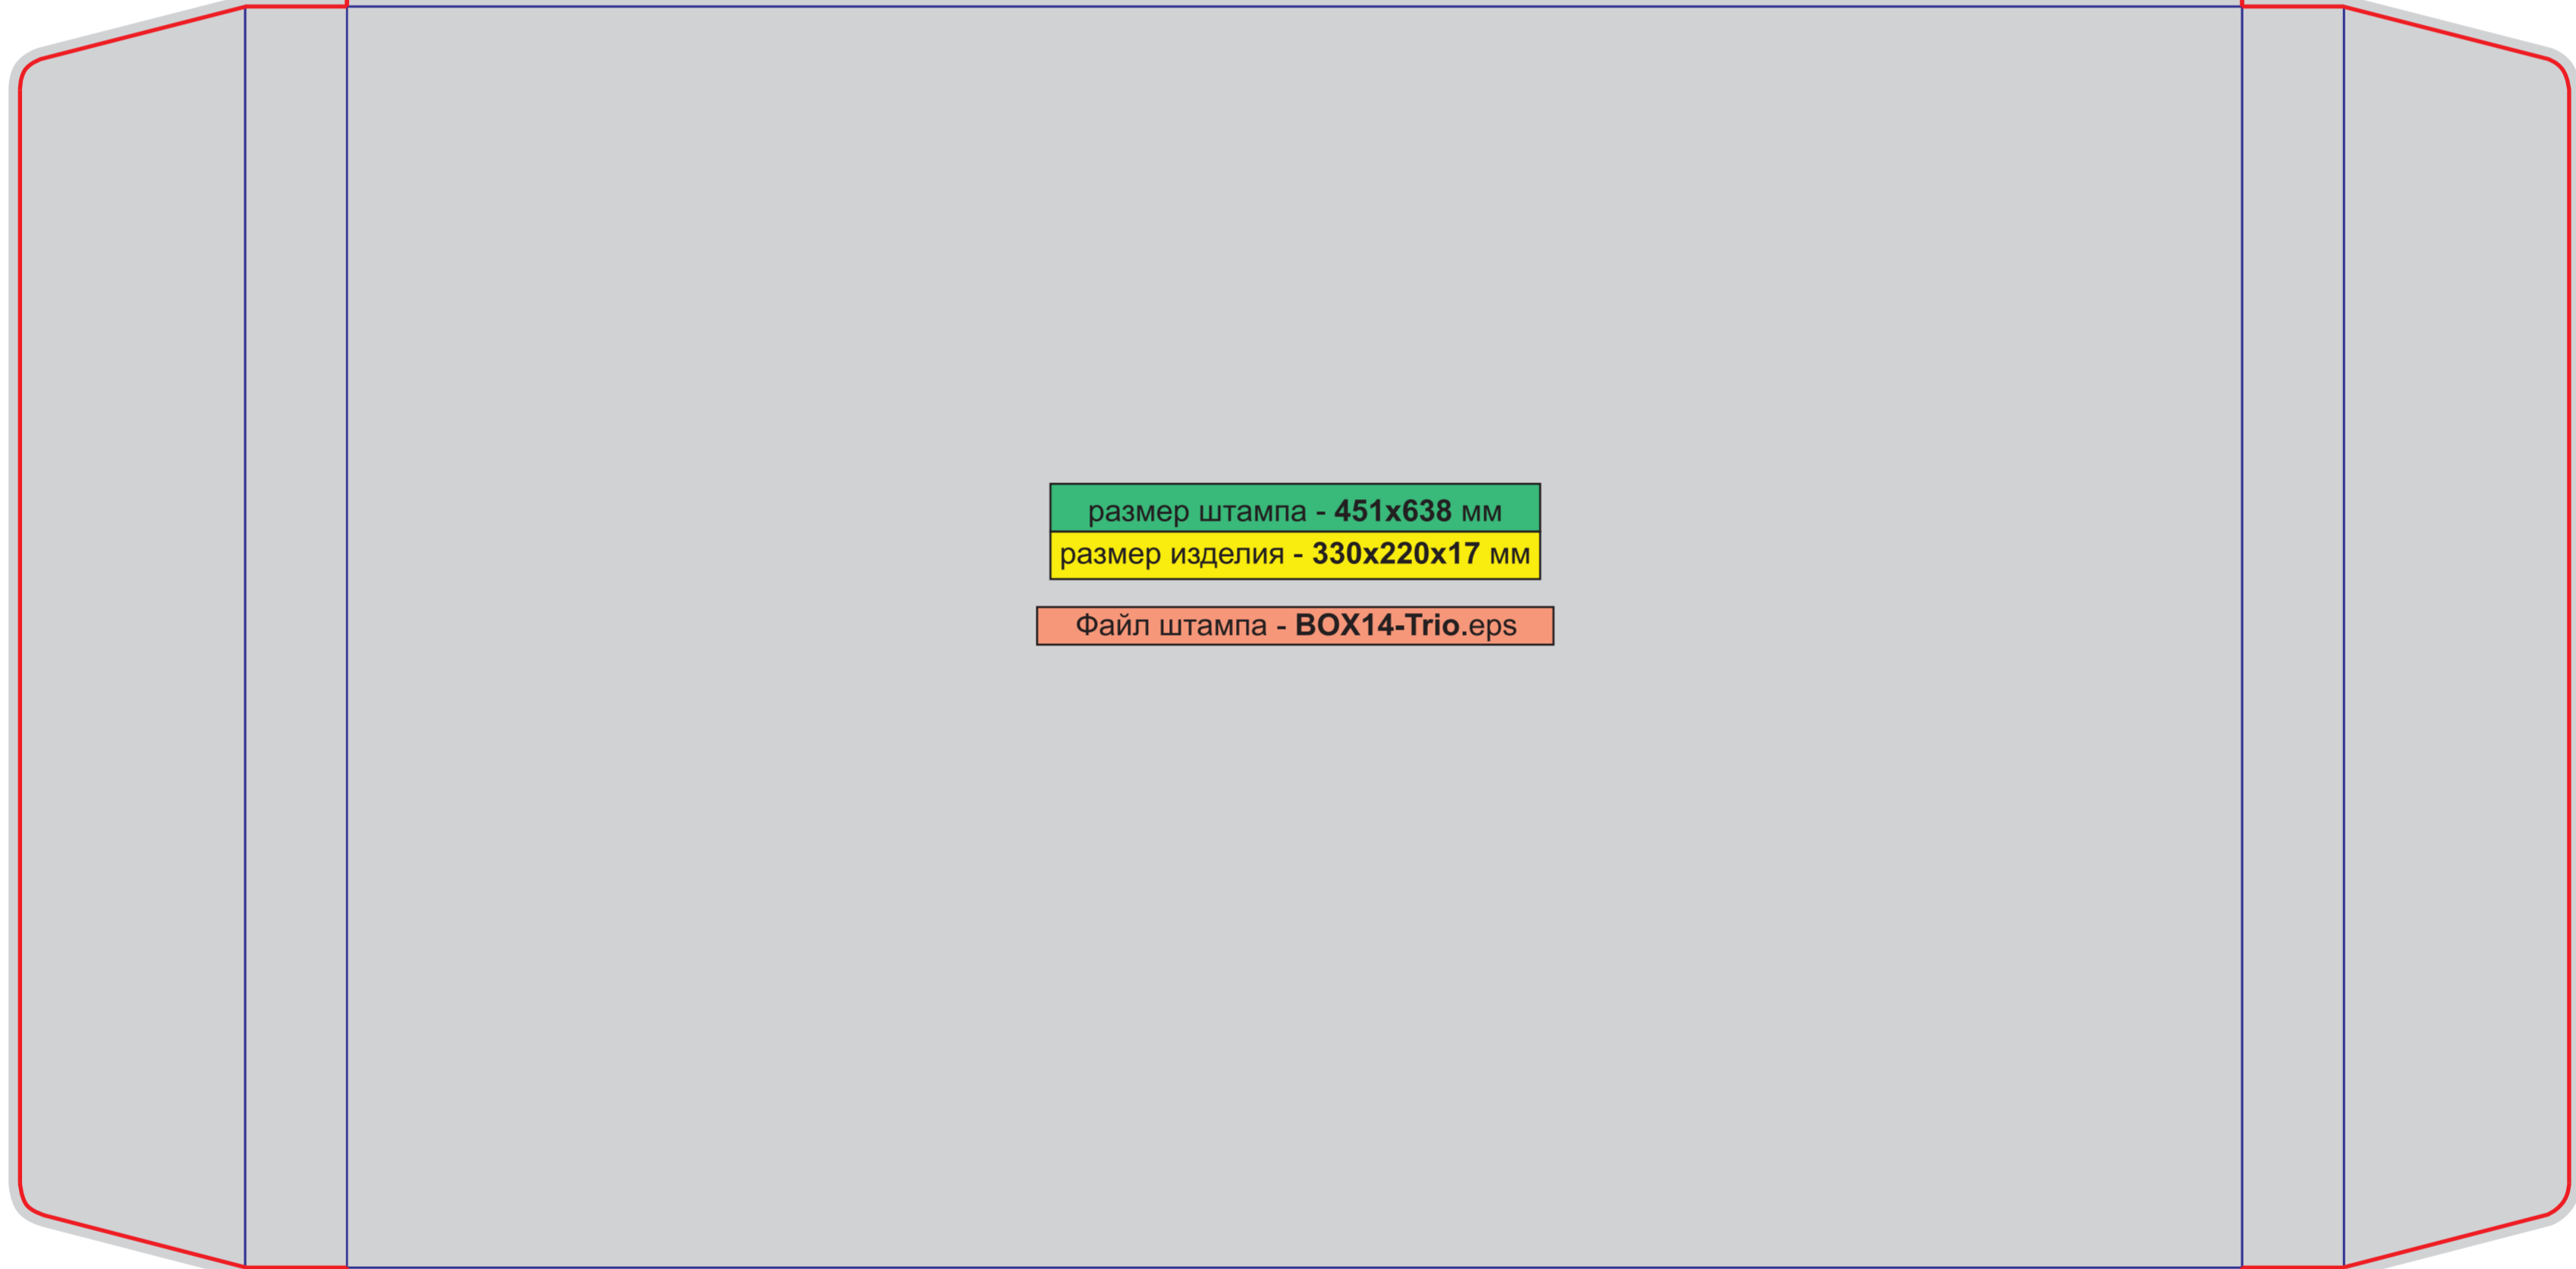 размер штампа - 451x638 мм
размер изделия - 330x220x17 мм
Файл штампа - BOX14-Trio.eps